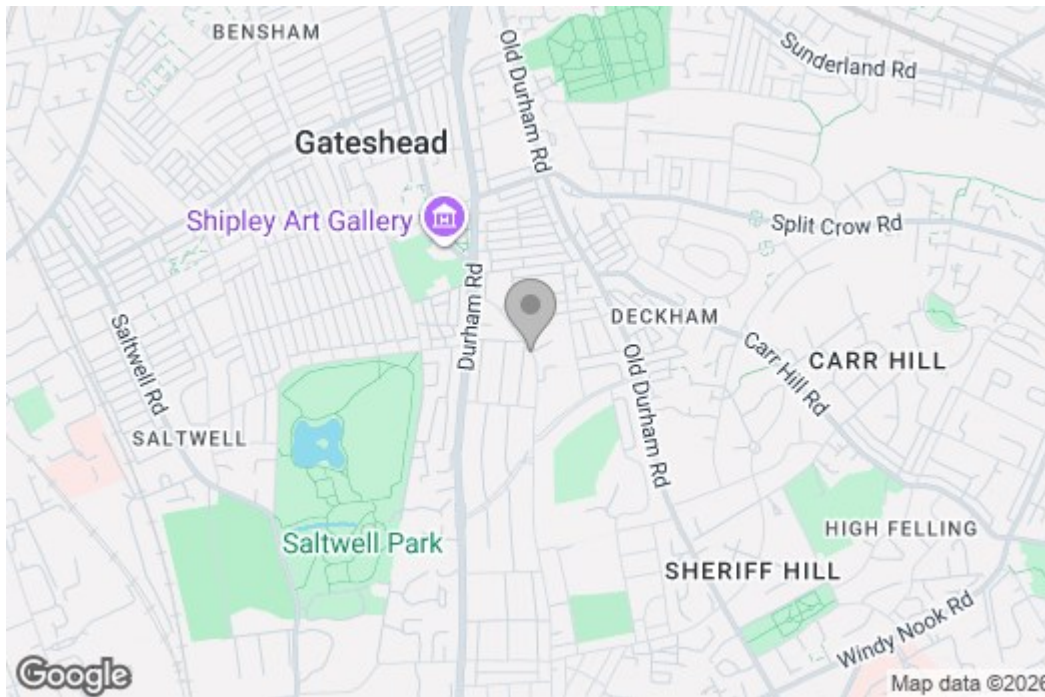 BENSHAM
Old Durham Rd
Sunderland Rd
Gateshead
Shipley Art Gallery
Split Crow Rd
Durham Rd
DECKHAM
Saltwell Rd
Old Durham Rd
Carr Hill Rd
CARR HILL
SALTWELL
HIGH FELLING
Saltwell Park
SHERIFF HILL
Windy Nook Rd
Google
Map data ©2026